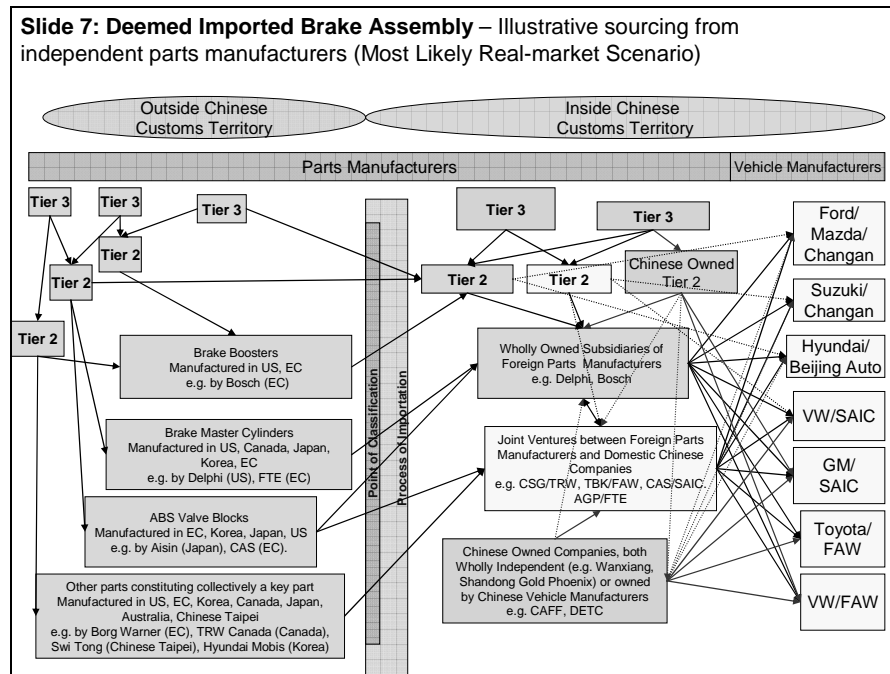 Slide 7: Deemed Imported Brake Assembly – Illustrative sourcing from
independent parts manufacturers (Most Likely Real-market Scenario)
Outside Chinese
Customs Territory
Inside Chinese
Customs Territory
Parts Manufacturers
Vehicle Manufacturers
Tier 3
Tier 3
Tier 3
Tier 2
Tier 2
Tier 2
Brake Boosters
Manufactured in US, EC
e.g. by Bosch (EC)
Brake Master Cylinders
Manufactured in US, Canada, Japan,
Korea, EC
e.g. by Delphi (US), FTE (EC)
ABS Valve Blocks
Manufactured in EC, Korea, Japan, US
e.g. by Aisin (Japan), CAS (EC).
Other parts constituting collectively a key part
Manufactured in US, EC, Korea, Canada, Japan,
Australia, Chinese Taipei
e.g. by Borg Warner (EC), TRW Canada (Canada),
Swi Tong (Chinese Taipei), Hyundai Mobis (Korea)
Point of Classification
Process of Importation
Tier 3
Tier 3
Tier 2
Tier 2
Chinese Owned
Tier 2
Wholly Owned Subsidiaries of
Foreign Parts Manufacturers
e.g. Delphi, Bosch
Joint Ventures between Foreign Parts
Manufacturers and Domestic Chinese
Companies
e.g. CSG/TRW, TBK/FAW, CAS/SAIC.
AGP/FTE
Chinese Owned Companies, both
Wholly Independent (e.g. Wanxiang,
Shandong Gold Phoenix) or owned
by Chinese Vehicle Manufacturers
e.g. CAFF, DETC
Ford/
Mazda/
Changan
Suzuki/
Changan
Hyundai/
Beijing Auto
VW/SAIC
GM/
SAIC
Toyota/
FAW
VW/FAW